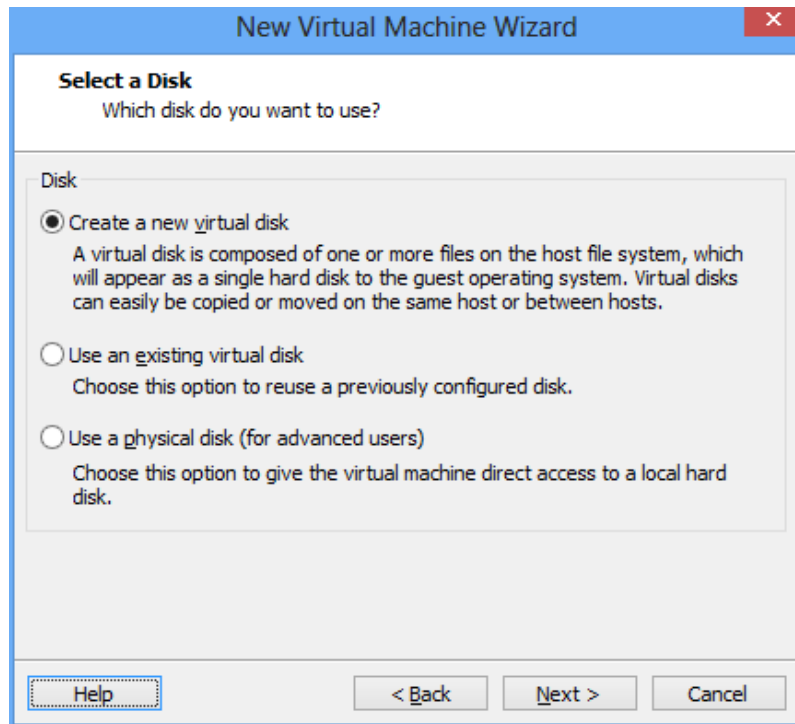 New Virtual Machine Wizard
Select a Disk
Which disk do you want to use?
Disk
Create a new virtual disk
A virtual disk is composed of one or more files on the host file system, which
will appear as a single hard disk to the guest operating system. Virtual disks
can easily be copied or moved on the same host or between hosts.
Use an existing virtual disk
Choose this option to reuse a previously configured disk.
Use a physical disk (for advanced users)
Choose this option to give the virtual machine direct access to a local hard
disk.
Help < Back Next > Cancel